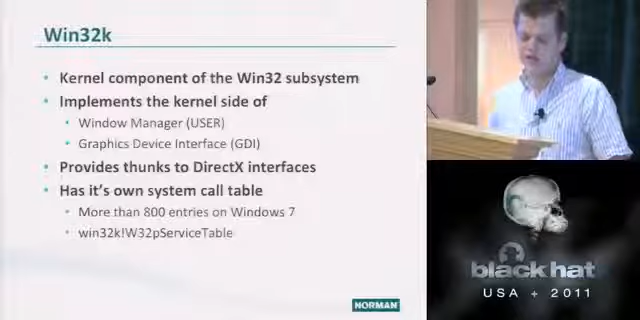 Win32k
• Kernel component of the Win32 subsystem
• Implements the kernel side of
• Window Manager (USER)
• Graphics Device Interface (GDI)
• Provides thunks to DirectX interfaces
• Has it's own system call table
• More than 800 entries on Windows 7
• win32k!W32pServiceTable
NORMAN
black hat
USA + 2011